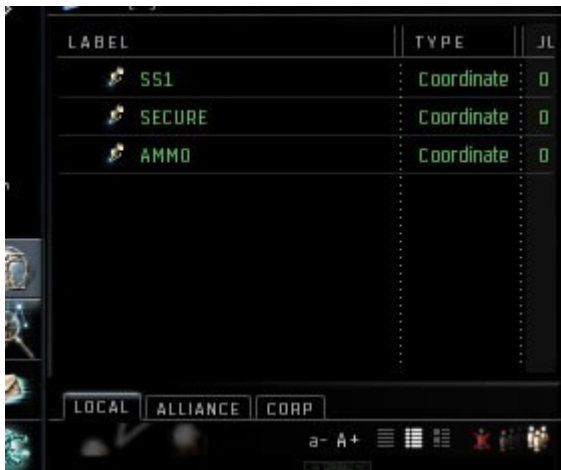 LABEL TYPE JL
SS1 Coordinate 0
SECURE Coordinate 0
AMMO Coordinate 0
LOCAL ALLIANCE CORP
a- A+